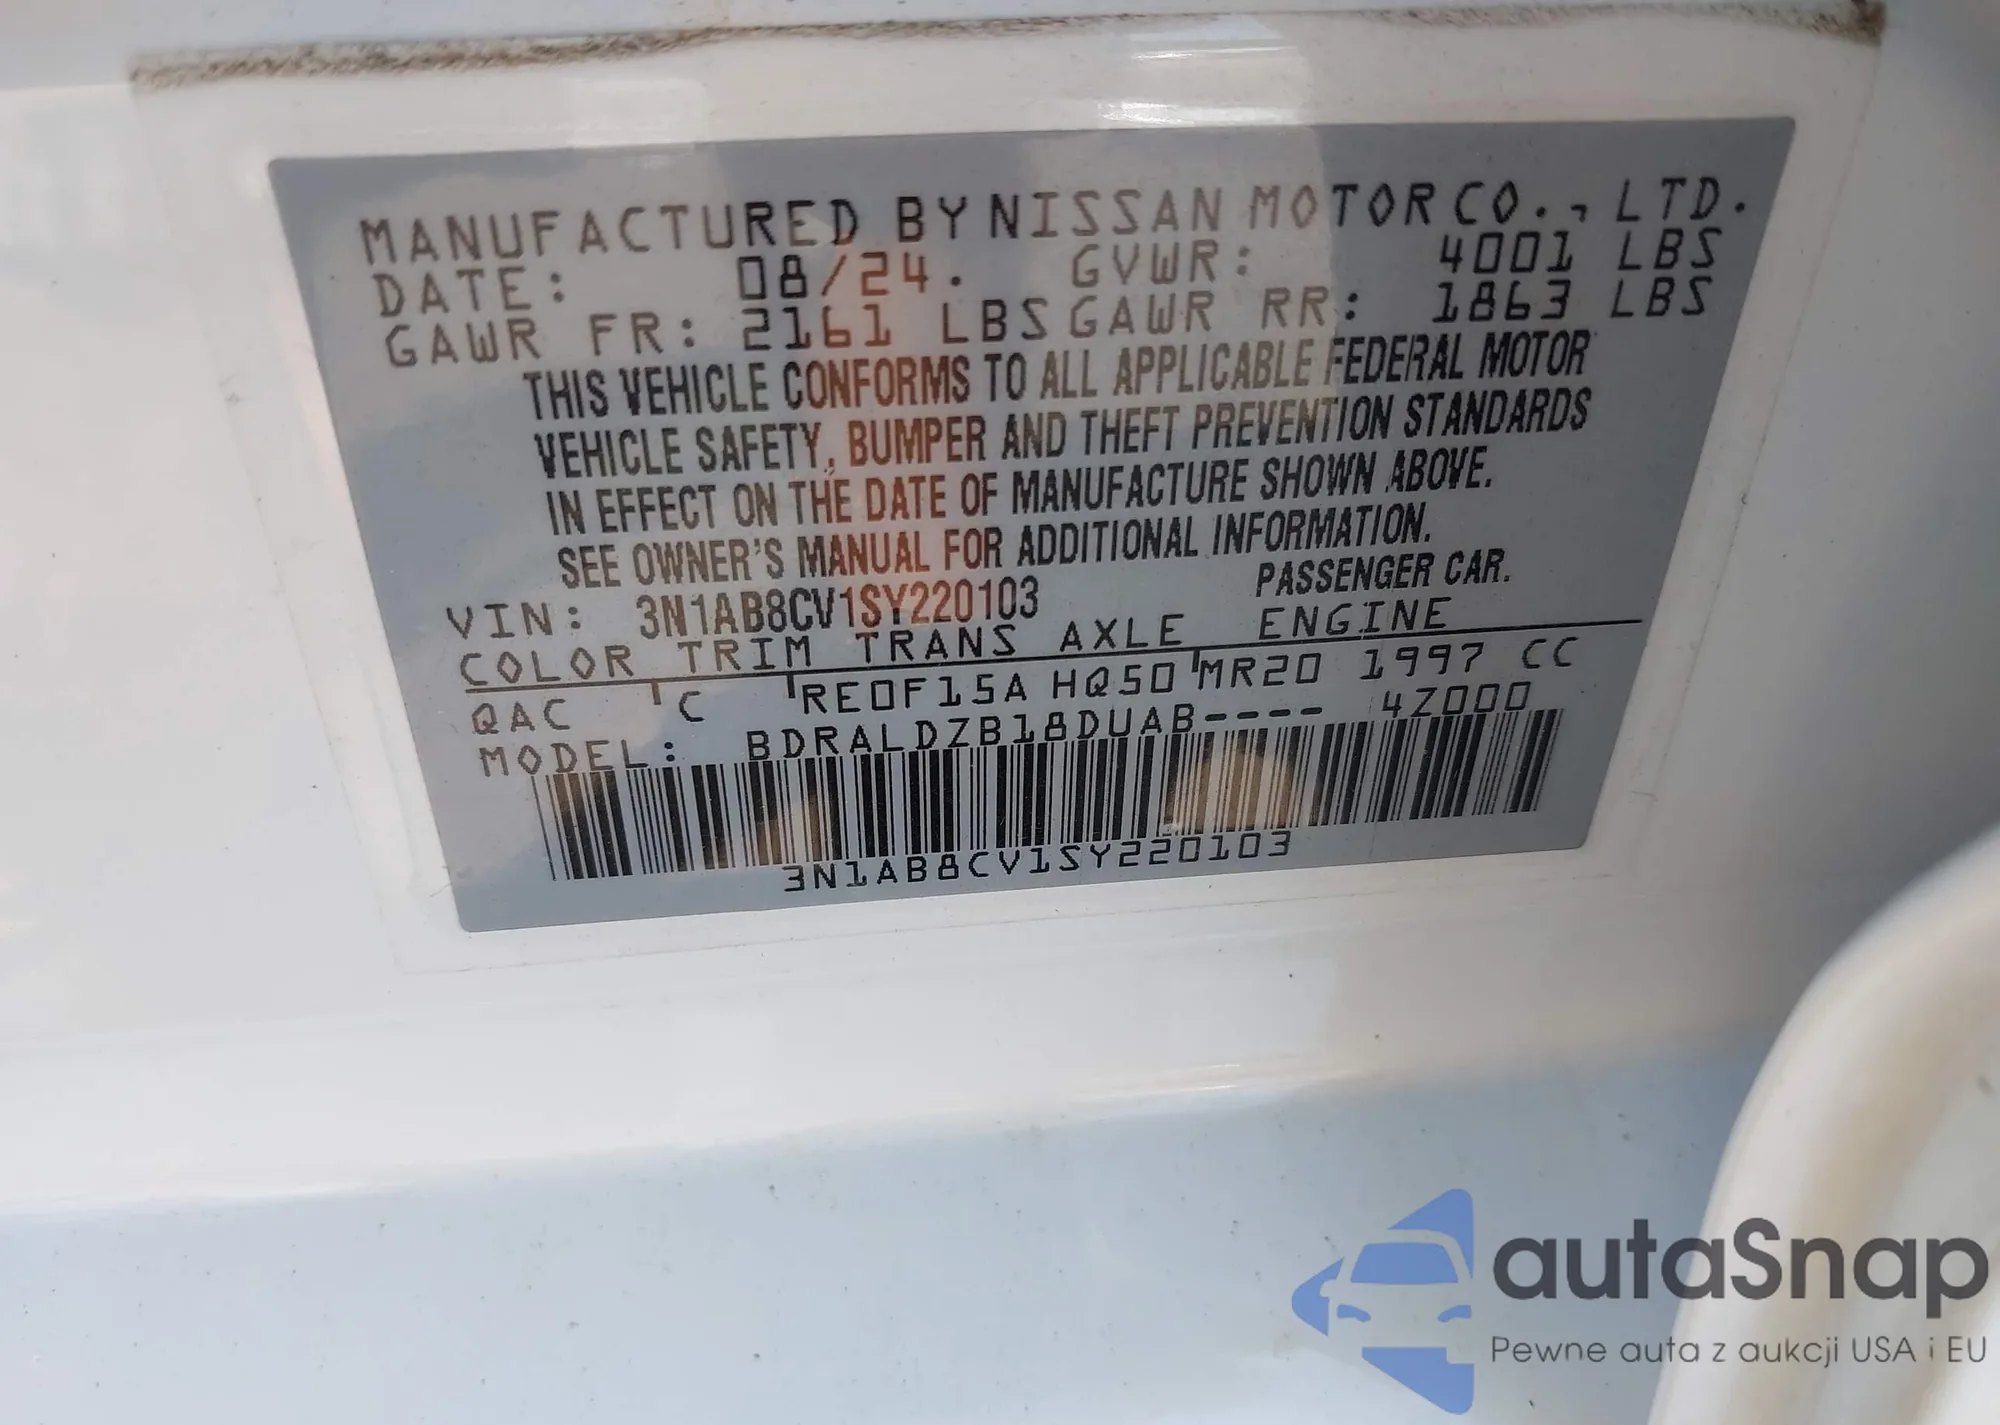 MANUFACTURED BY NISSAN MOTOR CO., LTD.
DATE: 08/24. GVWR: 4001 LBS
GAWR FR: 2161 LBS GAWR RR: 1863 LBS
THIS VEHICLE CONFORMS TO ALL APPLICABLE FEDERAL MOTOR
VEHICLE SAFETY, BUMPER AND THEFT PREVENTION STANDARDS
IN EFFECT ON THE DATE OF MANUFACTURE SHOWN ABOVE.
SEE OWNER'S MANUAL FOR ADDITIONAL INFORMATION.
VIN: 3N1AB8CV1SY220103 PASSENGER CAR.
COLOR TRIM TRANS AXLE ENGINE
QAC C RE0F15A HQ50 MR20 1997 CC
MODEL: BDRALDZB18DUAB---- 4Z000
3N1AB8CV1SY220103
autaSnap
Pewne auta z aukcji USA i EU